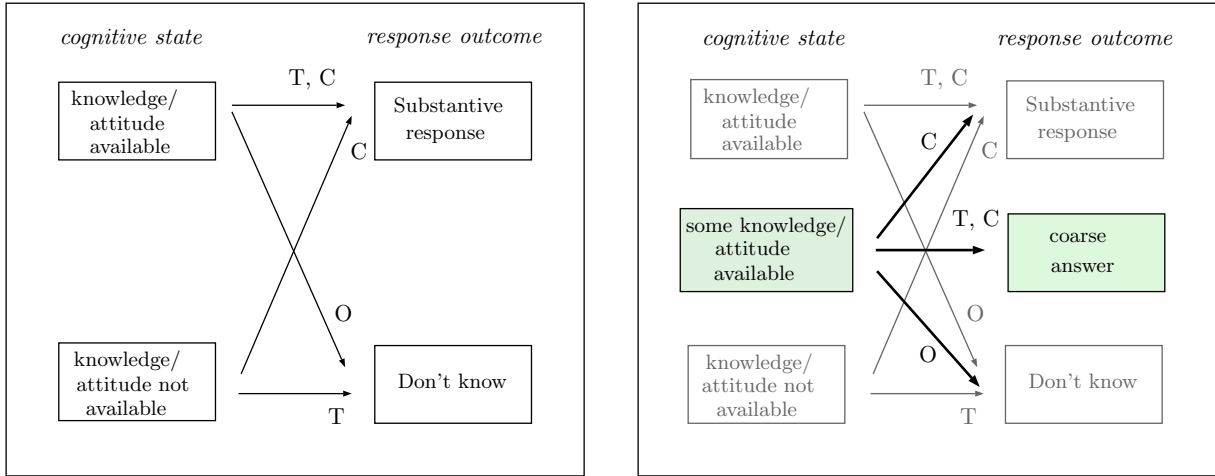 cognitive state
response outcome
T, C
knowledge/
attitude
available
Substantive
response
C
O
knowledge/
attitude not
available
Don't know
T
cognitive state
response outcome
T, C
knowledge/
attitude
available
Substantive
response
C
C
some knowledge/
attitude
available
T, C
coarse
answer
O
O
knowledge/
attitude not
available
Don't know
T